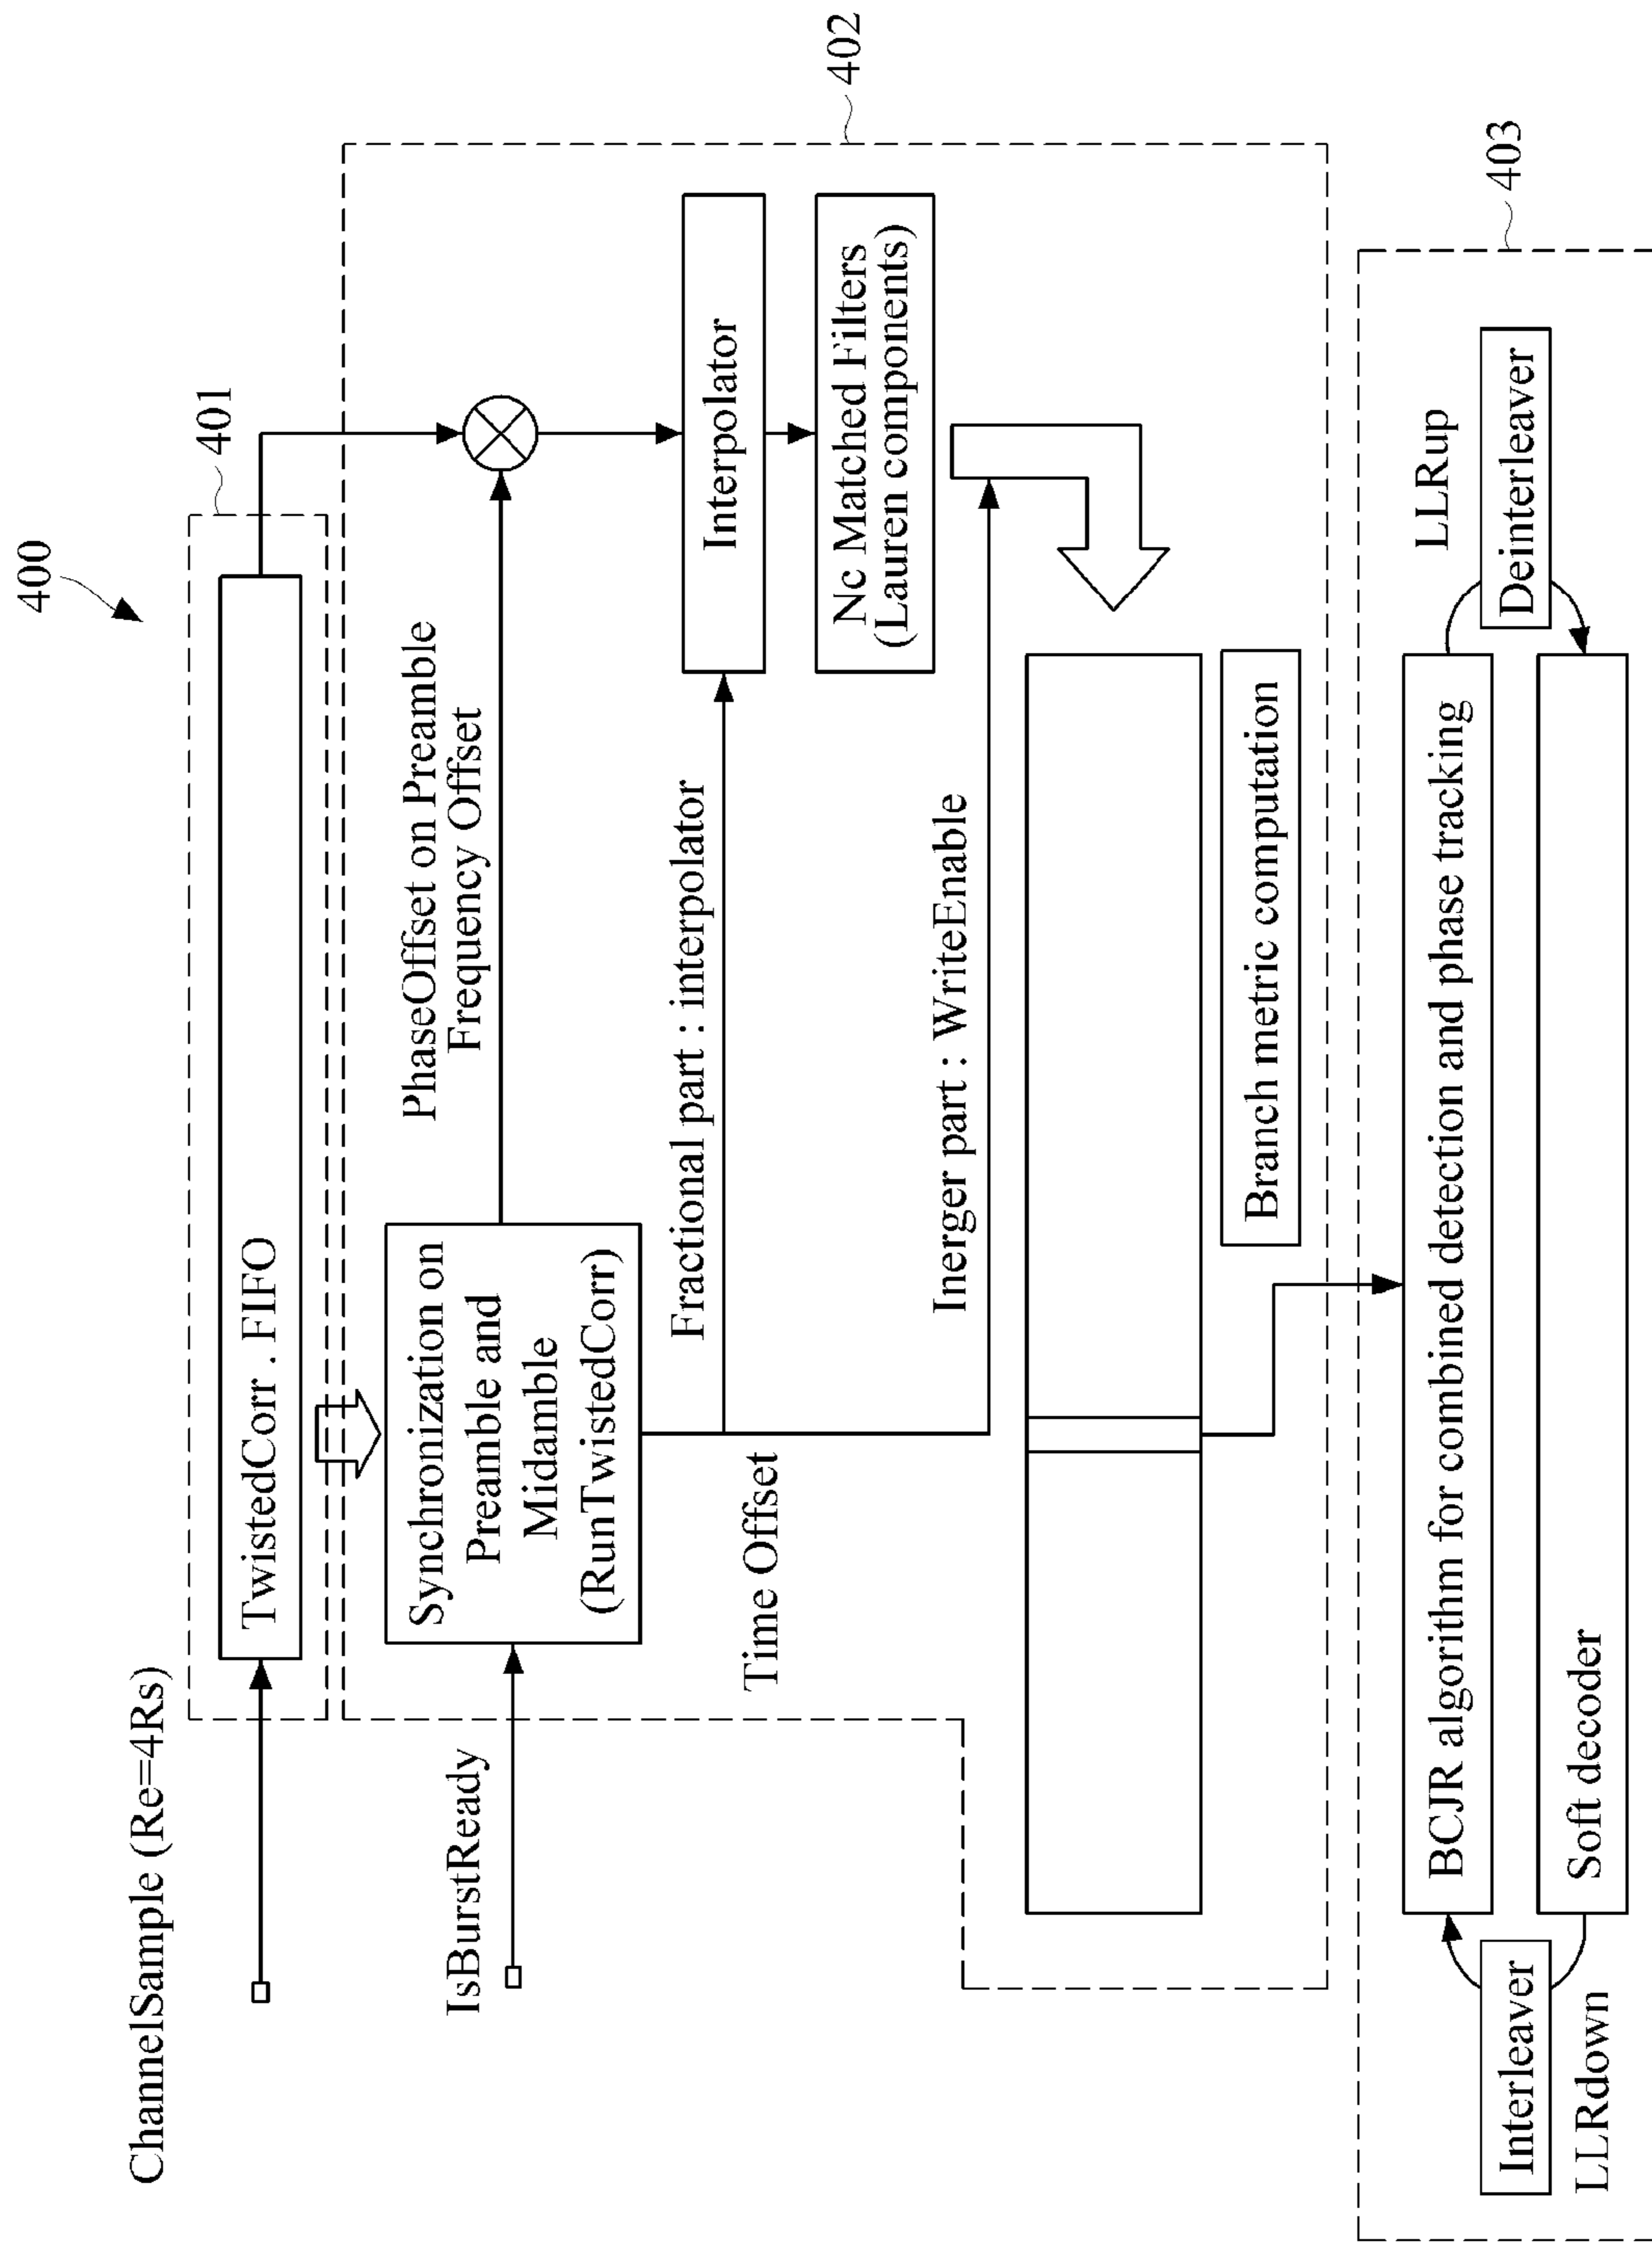 400
ChannelSample (Re=4Rs)
401
TwistedCorr . FIFO
402
IsBurstReady
Synchronization on
Preamble and
Midamble
(RunTwistedCorr)
PhaseOffset on Preamble
Frequency Offset
Fractional part : interpolator
Interpolator
Time Offset
Nc Matched Filters
(Lauren components)
Inerger part : WriteEnable
Branch metric computation
403
LLRup
BCJR algorithm for combined detection and phase tracking
Interleaver
Deinterleaver
LLRdown
Soft decoder